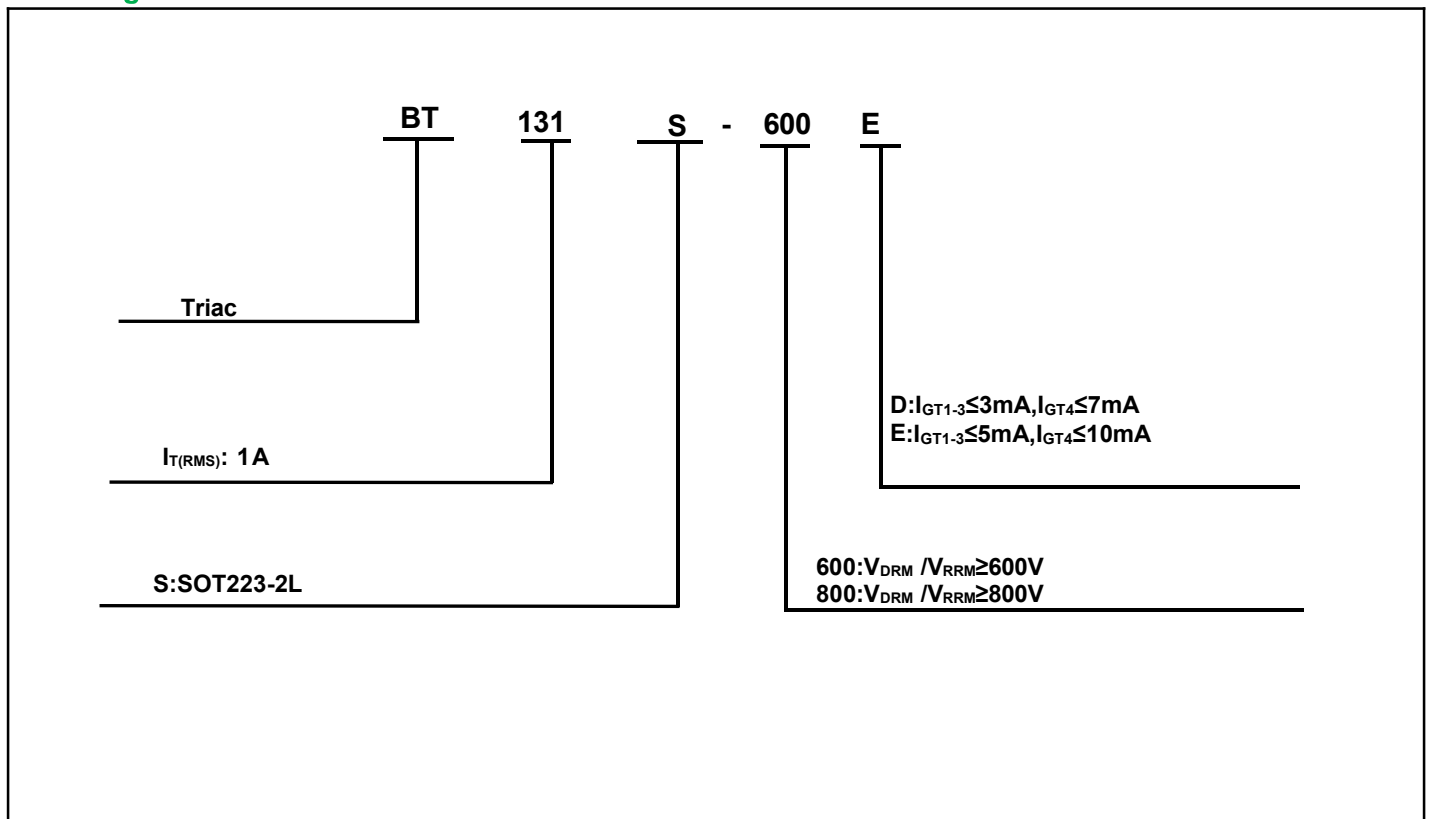 BT 131 S - 600 E
Triac
D:IGT1-3≤3mA,IGT4≤7mA
E:IGT1-3≤5mA,IGT4≤10mA
IT(RMS): 1A
600:VDRM /VRRM≥600V
800:VDRM /VRRM≥800V
S:SOT223-2L